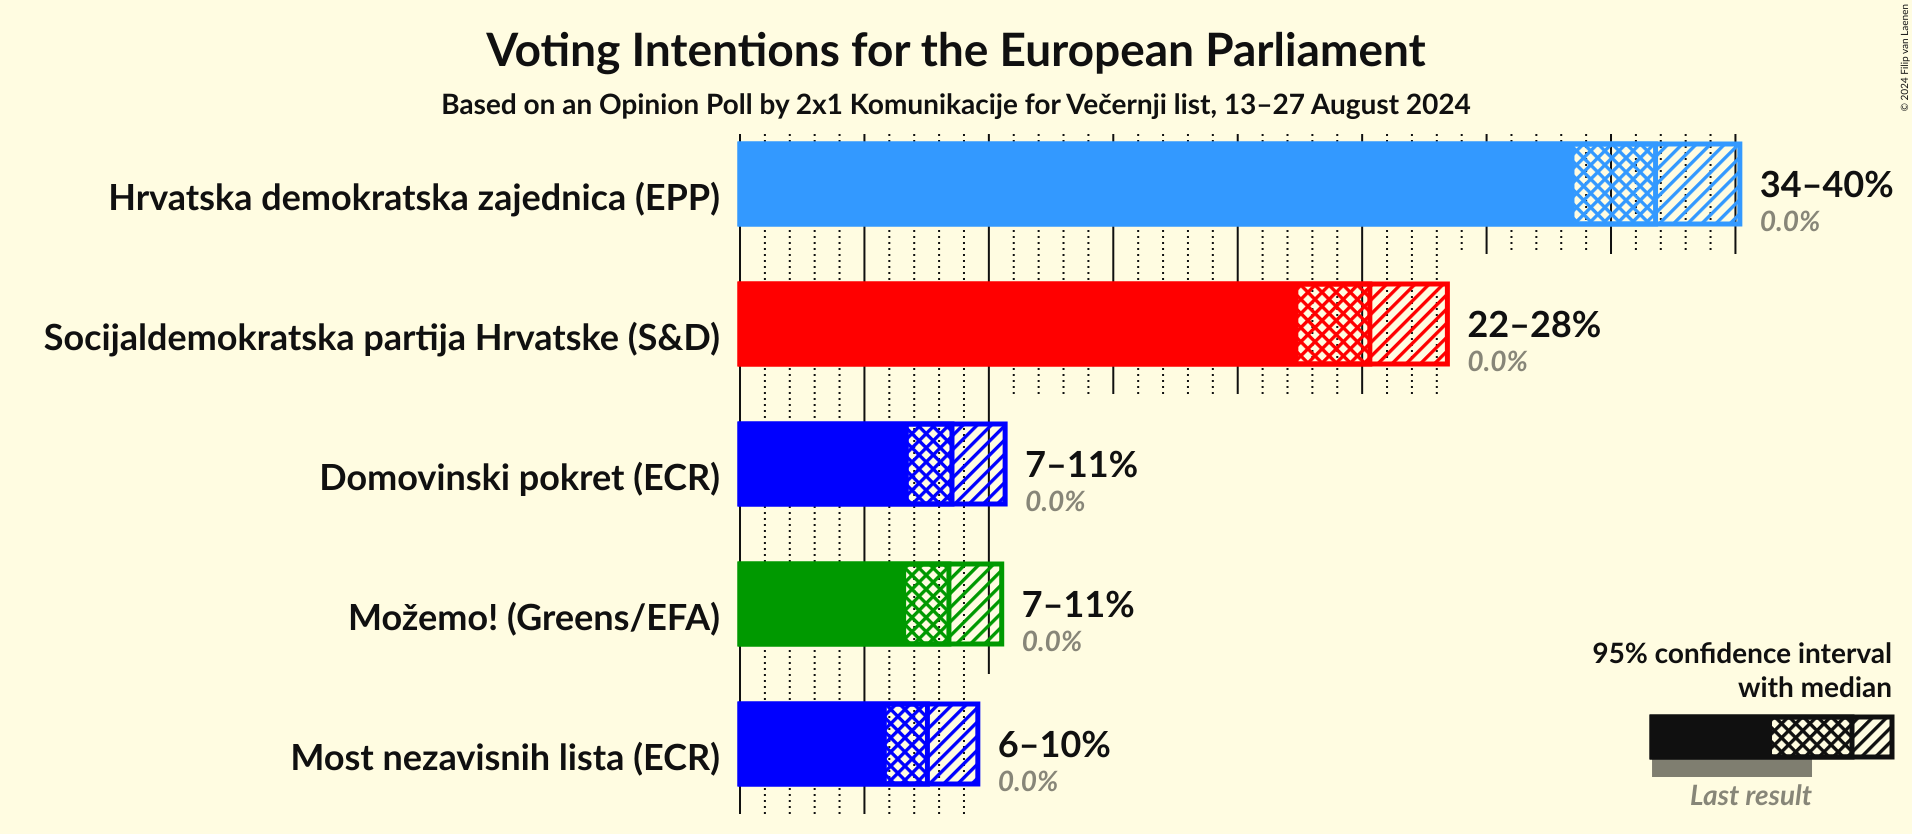 Voting Intentions for the European Parliament
Based on an Opinion Poll by 2x1 Komunikacije for Večernji list, 13–27 August 2024
© 2024 Filip van Laenen
Hrvatska demokratska zajednica (EPP)
34–40%
0.0%
Socijaldemokratska partija Hrvatske (S&D)
22–28%
0.0%
Domovinski pokret (ECR)
7–11%
0.0%
Možemo! (Greens/EFA)
7–11%
0.0%
Most nezavisnih lista (ECR)
6–10%
0.0%
95% confidence interval
with median
Last result